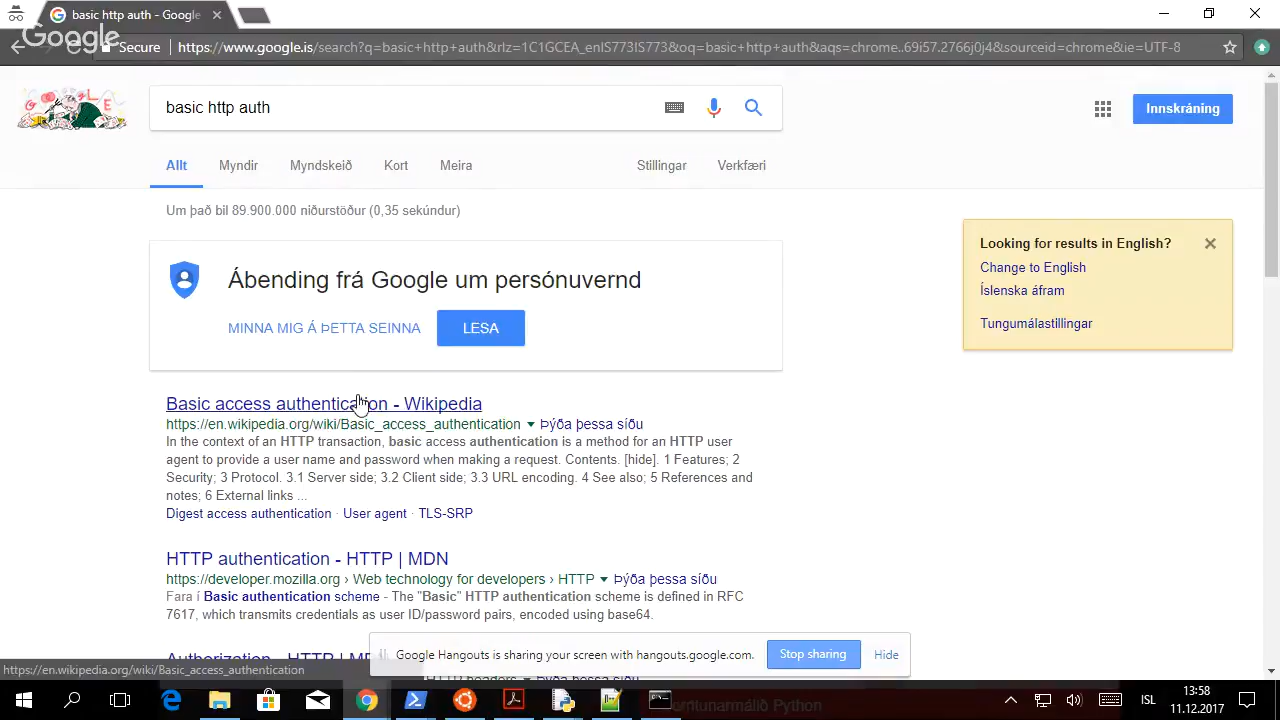 basic http auth - Google
Google
Secure
https://www.google.is/search?q=basic+http+auth&rlz=1C1GCEA_enIS773IS773&oq=basic+http+auth&aqs=chrome..69i57.2766j0j4&sourceid=chrome&ie=UTF-8
basic http auth
Innskráning
Allt
Myndir
Myndskeið
Kort
Meira
Stillingar
Verkfæri
Um það bil 89.900.000 niðurstöður (0,35 sekúndur)
Ábending frá Google um persónuvernd
MINNA MIG Á ÞETTA SEINNA
LESA
Looking for results in English?
Change to English
Íslenska áfram
Tungumálastillingar
Basic access authentication - Wikipedia
https://en.wikipedia.org/wiki/Basic_access_authentication
Þýða þessa síðu
In the context of an HTTP transaction, basic access authentication is a method for an HTTP user
agent to provide a user name and password when making a request. Contents. [hide]. 1 Features; 2
Security; 3 Protocol. 3.1 Server side; 3.2 Client side; 3.3 URL encoding. 4 See also; 5 References and
notes; 6 External links ...
Digest access authentication · User agent · TLS-SRP
HTTP authentication - HTTP | MDN
https://developer.mozilla.org › Web technology for developers › HTTP
Þýða þessa síðu
Fara í Basic authentication scheme - The "Basic" HTTP authentication scheme is defined in RFC
7617, which transmits credentials as user ID/password pairs, encoded using base64.
Authorization - HTTP | MD
Google Hangouts is sharing your screen with hangouts.google.com.
Stop sharing
Hide
https://en.wikipedia.org/wiki/Basic_access_authentication
HTTP headers
Þýða þessa síðu
Python
ISL
13:58
11.12.2017